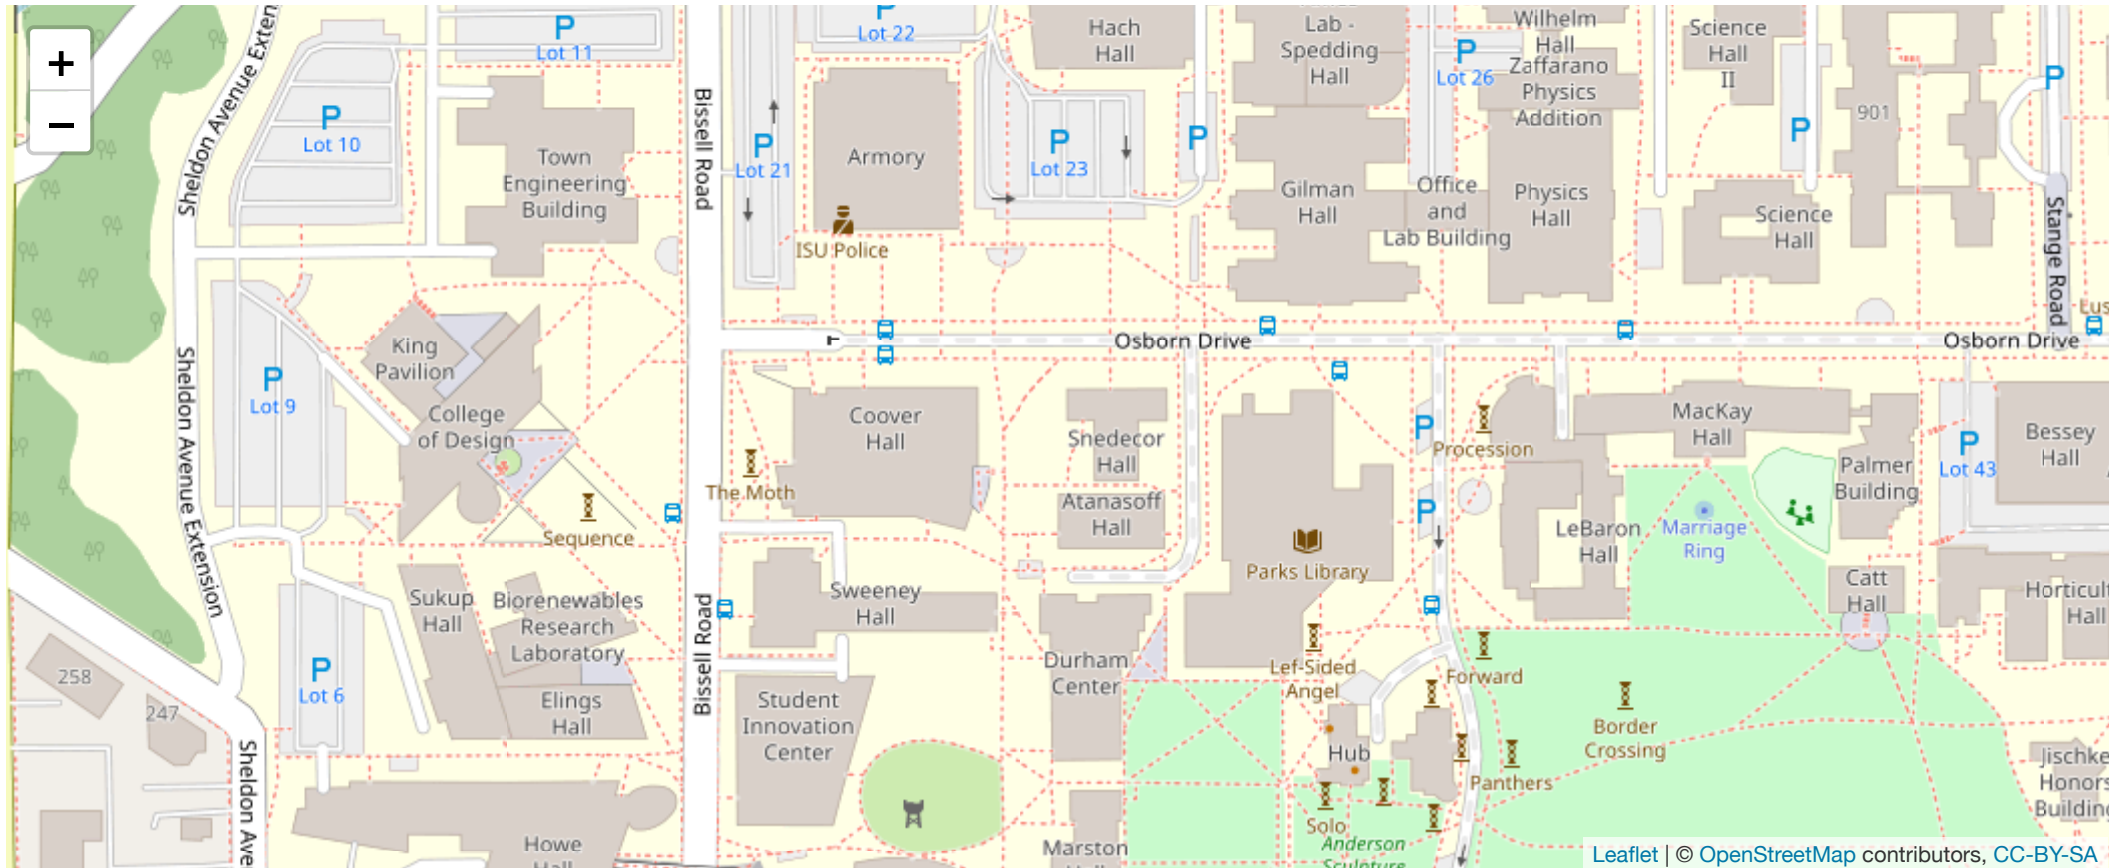 +
−
Sheldon Avenue Exten
P
Lot 11
P
Lot 22
Hach
Hall
Lab -
Spedding
Hall
P
Lot 26
Wilhelm
Hall
Zaffarano
Physics
Addition
Science
Hall
II
P
P
Lot 10
Town
Engineering
Building
Bissell Road
P
Lot 21
Armory
P
Lot 23
P
Gilman
Hall
Office
and
Lab Building
Physics
Hall
P
901
Science
Hall
Stange Road
ISU Police
Lus
Osborn Drive
Osborn Drive
King
Pavilion
College
of Design
P
Lot 9
Sheldon Avenue Extension
Coover
Hall
Shedecor
Hall
Atanasoff
Hall
The Moth
Sequence
P
P
Procession
MacKay
Hall
Palmer
Building
P
Lot 43
Bessey
Hall
LeBaron
Hall
Marriage
Ring
Parks Library
Catt
Hall
Horticult
Hall
Sukup
Hall
Biorenewables
Research
Laboratory
Elings
Hall
Sweeney
Hall
Bissell Road
Durham
Center
Lef-Sided
Angel
Forward
258
247
P
Lot 6
Student
Innovation
Center
Hub
Border
Crossing
Panthers
Jischke
Honors
Building
Sheldon Ave
Howe
Hall
Marston
Solo
Anderson
Sculpture
Leaflet | © OpenStreetMap contributors, CC-BY-SA